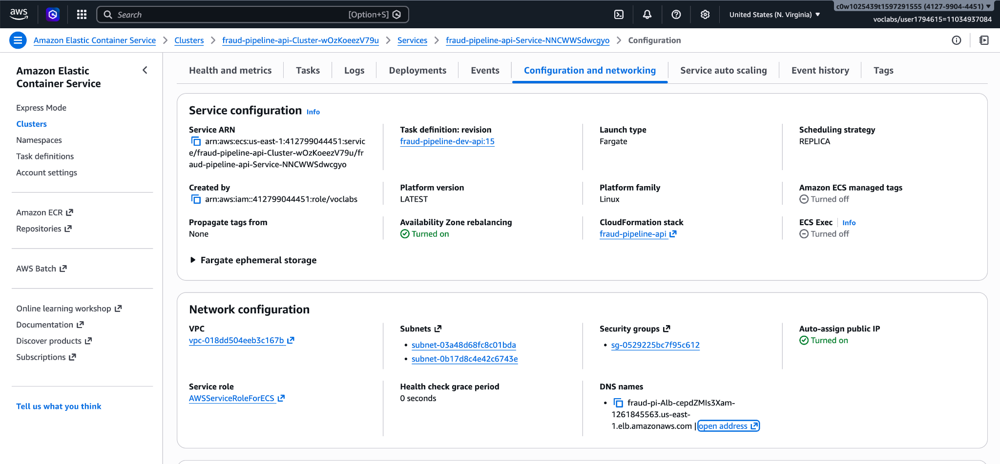 aws
Search
[Option+S]
United States (N. Virginia)
c0w1025439t1597291555 (4127-9904-4451)
voclabs/user1794615=11034937084
Amazon Elastic Container Service
Clusters
fraud-pipeline-api-Cluster-wOzKoeezV79u
Services
fraud-pipeline-api-Service-NNCWWSdwcgyo
Configuration
Amazon Elastic
Container Service
Express Mode
Clusters
Namespaces
Task definitions
Account settings
Amazon ECR
Repositories
AWS Batch
Online learning workshop
Documentation
Discover products
Subscriptions
Tell us what you think
Health and metrics
Tasks
Logs
Deployments
Events
Configuration and networking
Service auto scaling
Event history
Tags
Service configuration Info
Service ARN
arn:aws:ecs:us-east-1:412799044451:servic
e/fraud-pipeline-api-Cluster-wOzKoeezV79u/fr
aud-pipeline-api-Service-NNCWWSdwcgyo
Task definition: revision
fraud-pipeline-dev-api:15
Launch type
Fargate
Scheduling strategy
REPLICA
Created by
arn:aws:iam::412799044451:role/voclabs
Platform version
LATEST
Platform family
Linux
Amazon ECS managed tags
Turned off
Propagate tags from
None
Availability Zone rebalancing
Turned on
CloudFormation stack
fraud-pipeline-api
ECS Exec Info
Turned off
Fargate ephemeral storage
Network configuration
VPC
vpc-018dd504eeb3c167b
Subnets
• subnet-03a48d68fc8c01bda
• subnet-0b17d8c4e42c6743e
Security groups
• sg-0529225bc7f95c612
Auto-assign public IP
Turned on
Service role
AWSServiceRoleForECS
Health check grace period
0 seconds
DNS names
• fraud-pi-Alb-cepdZMIs3Xam-
1261845563.us-east-
1.elb.amazonaws.com | open address